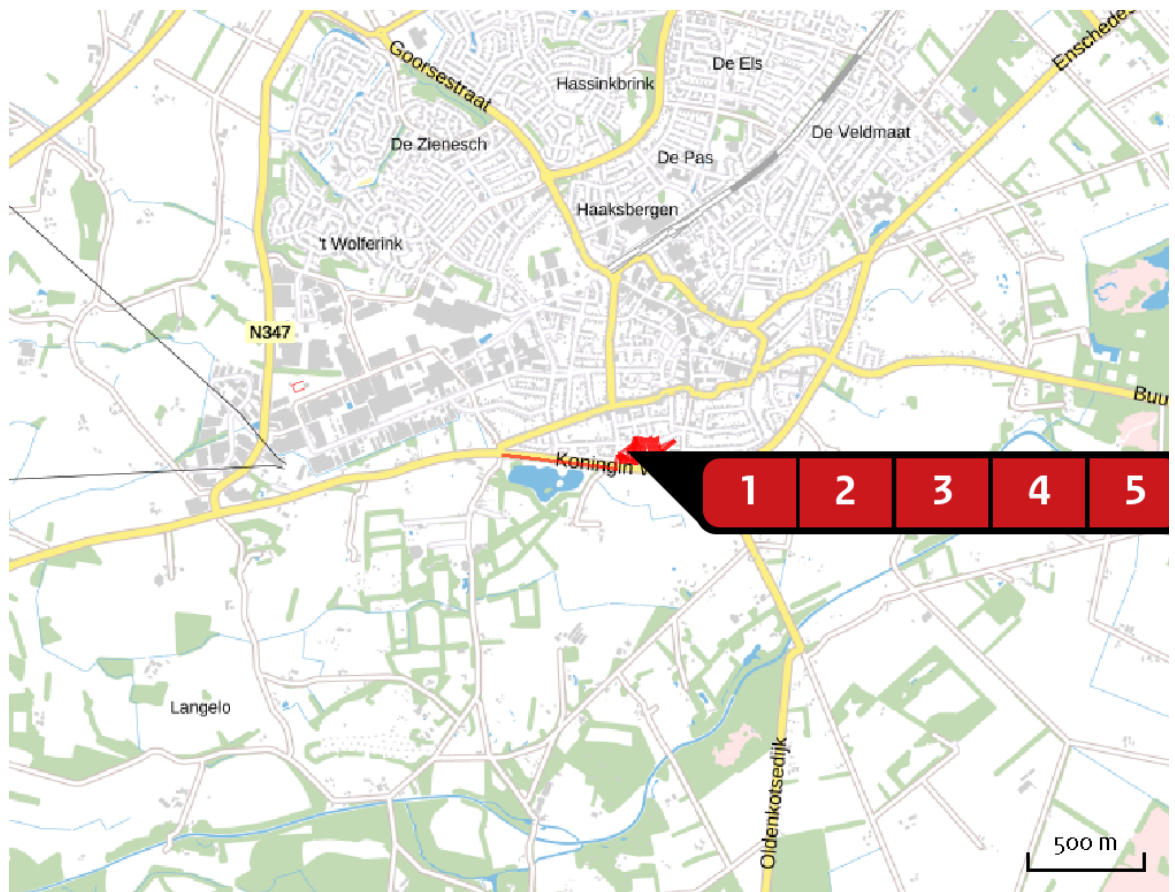 Goorsestraat
Enschedes
De Els
Hassinkbrink
De Veldmaat
De Zienesch
De Pas
Haaksbergen
't Wolferink
N347
Buu
Koningin
1 2 3 4 5
Langelo
Oldenkotsedijk
500 m